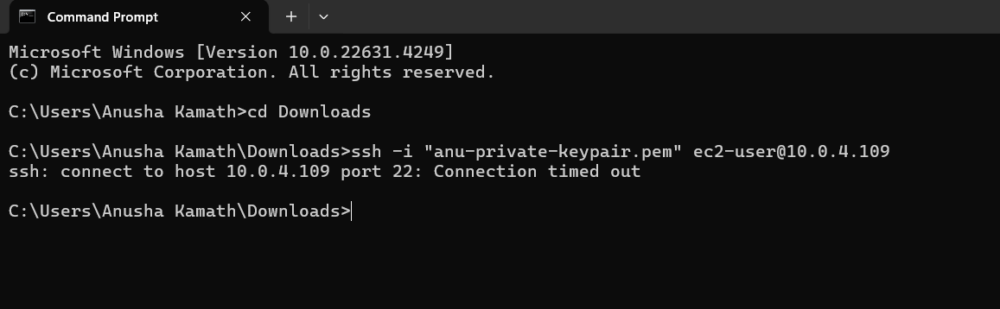 Command Prompt
Microsoft Windows [Version 10.0.22631.4249]
(c) Microsoft Corporation. All rights reserved.
C:\Users\Anusha Kamath>cd Downloads
C:\Users\Anusha Kamath\Downloads>ssh -i "anu-private-keypair.pem" ec2-user@10.0.4.109
ssh: connect to host 10.0.4.109 port 22: Connection timed out
C:\Users\Anusha Kamath\Downloads>